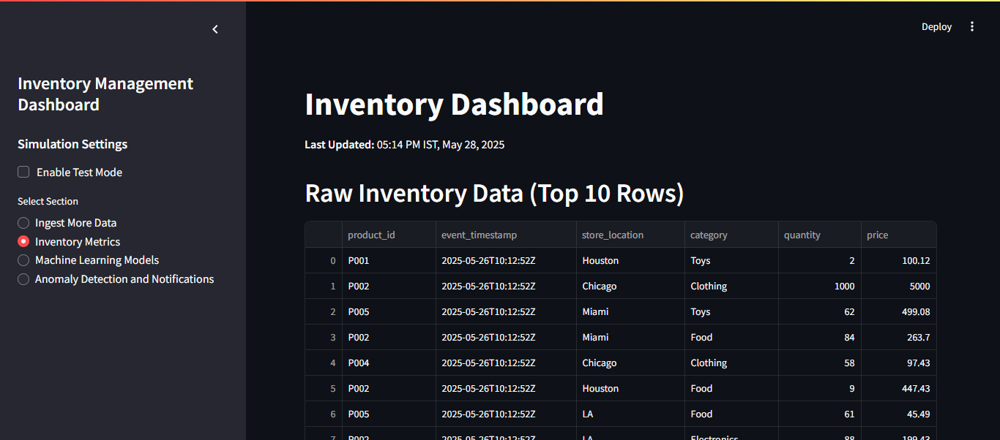 Deploy
Inventory Management
Dashboard
Simulation Settings
Enable Test Mode
Select Section
Ingest More Data
Inventory Metrics
Machine Learning Models
Anomaly Detection and Notifications
Inventory Dashboard
Last Updated: 05:14 PM IST, May 28, 2025
Raw Inventory Data (Top 10 Rows)
product_id event_timestamp store_location category quantity price
0 P001 2025-05-26T10:12:52Z Houston Toys 2 100.12
1 P002 2025-05-26T10:12:52Z Chicago Clothing 1000 5000
2 P005 2025-05-26T10:12:52Z Miami Toys 62 499.08
3 P002 2025-05-26T10:12:52Z Miami Food 84 263.7
4 P004 2025-05-26T10:12:52Z Chicago Clothing 58 97.43
5 P002 2025-05-26T10:12:52Z Houston Food 9 447.43
6 P005 2025-05-26T10:12:52Z LA Food 61 45.49
7 P002 2025-05-26T10:12:52Z LA Electronics 88 199.43